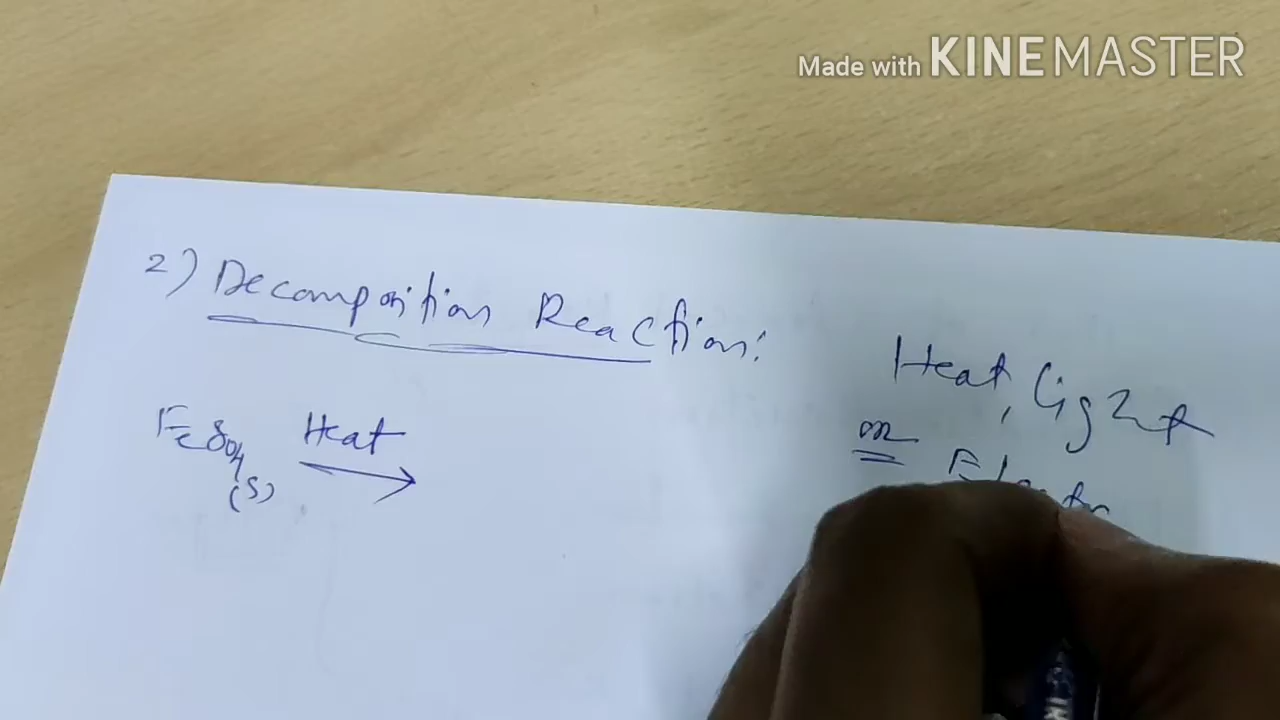 Made with KINEMASTER
2) Decomposition Reaction:
Heat, Light
FeSO4 (s) Heat →
or